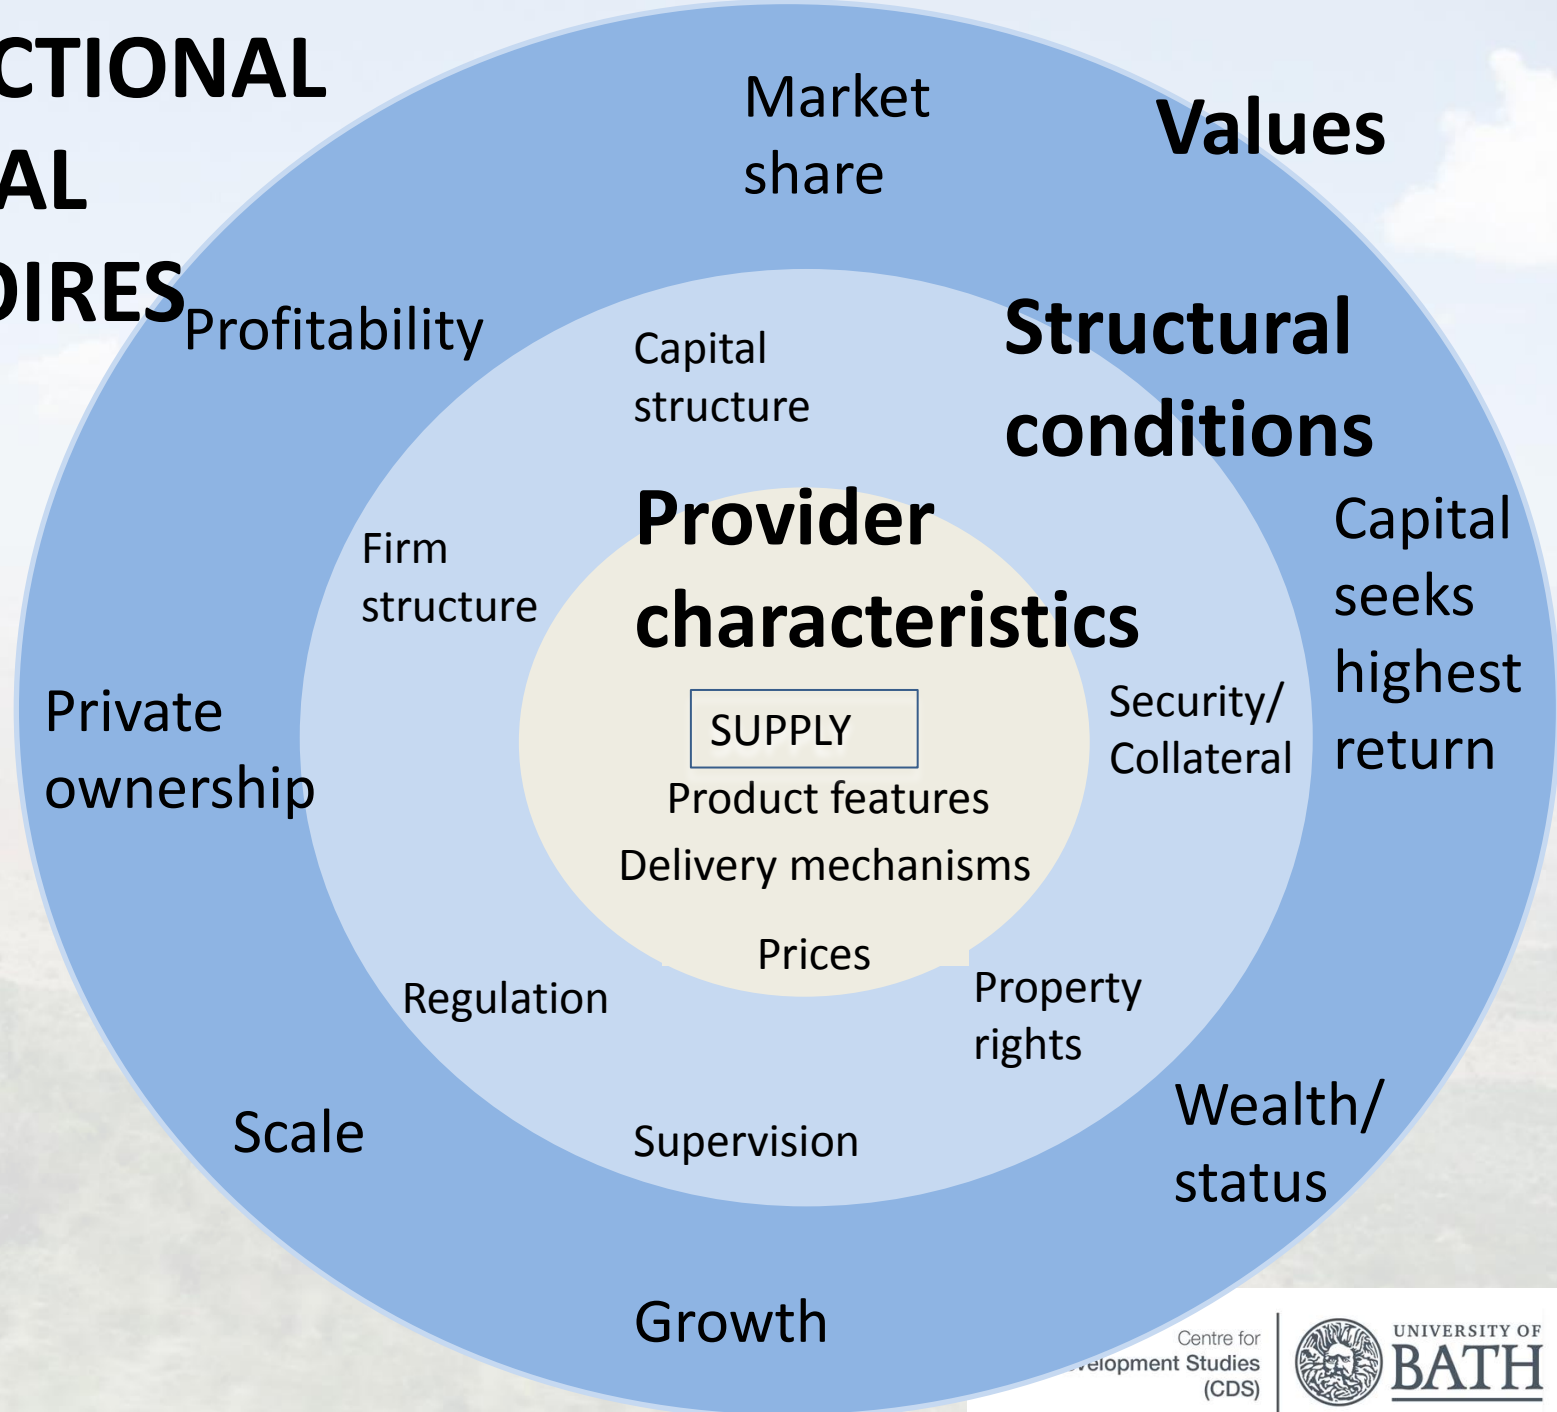 CTIONAL
AL
OIRES
Market
share
Values
Profitability
Capital
structure
Structural
conditions
Provider
characteristics
Firm
structure
Capital
seeks
highest
return
Private
ownership
SUPPLY
Security/
Collateral
Product features
Delivery mechanisms
Prices
Regulation
Property
rights
Scale
Supervision
Wealth/
status
Growth
Centre for
velopment Studies
(CDS)
UNIVERSITY OF
BATH